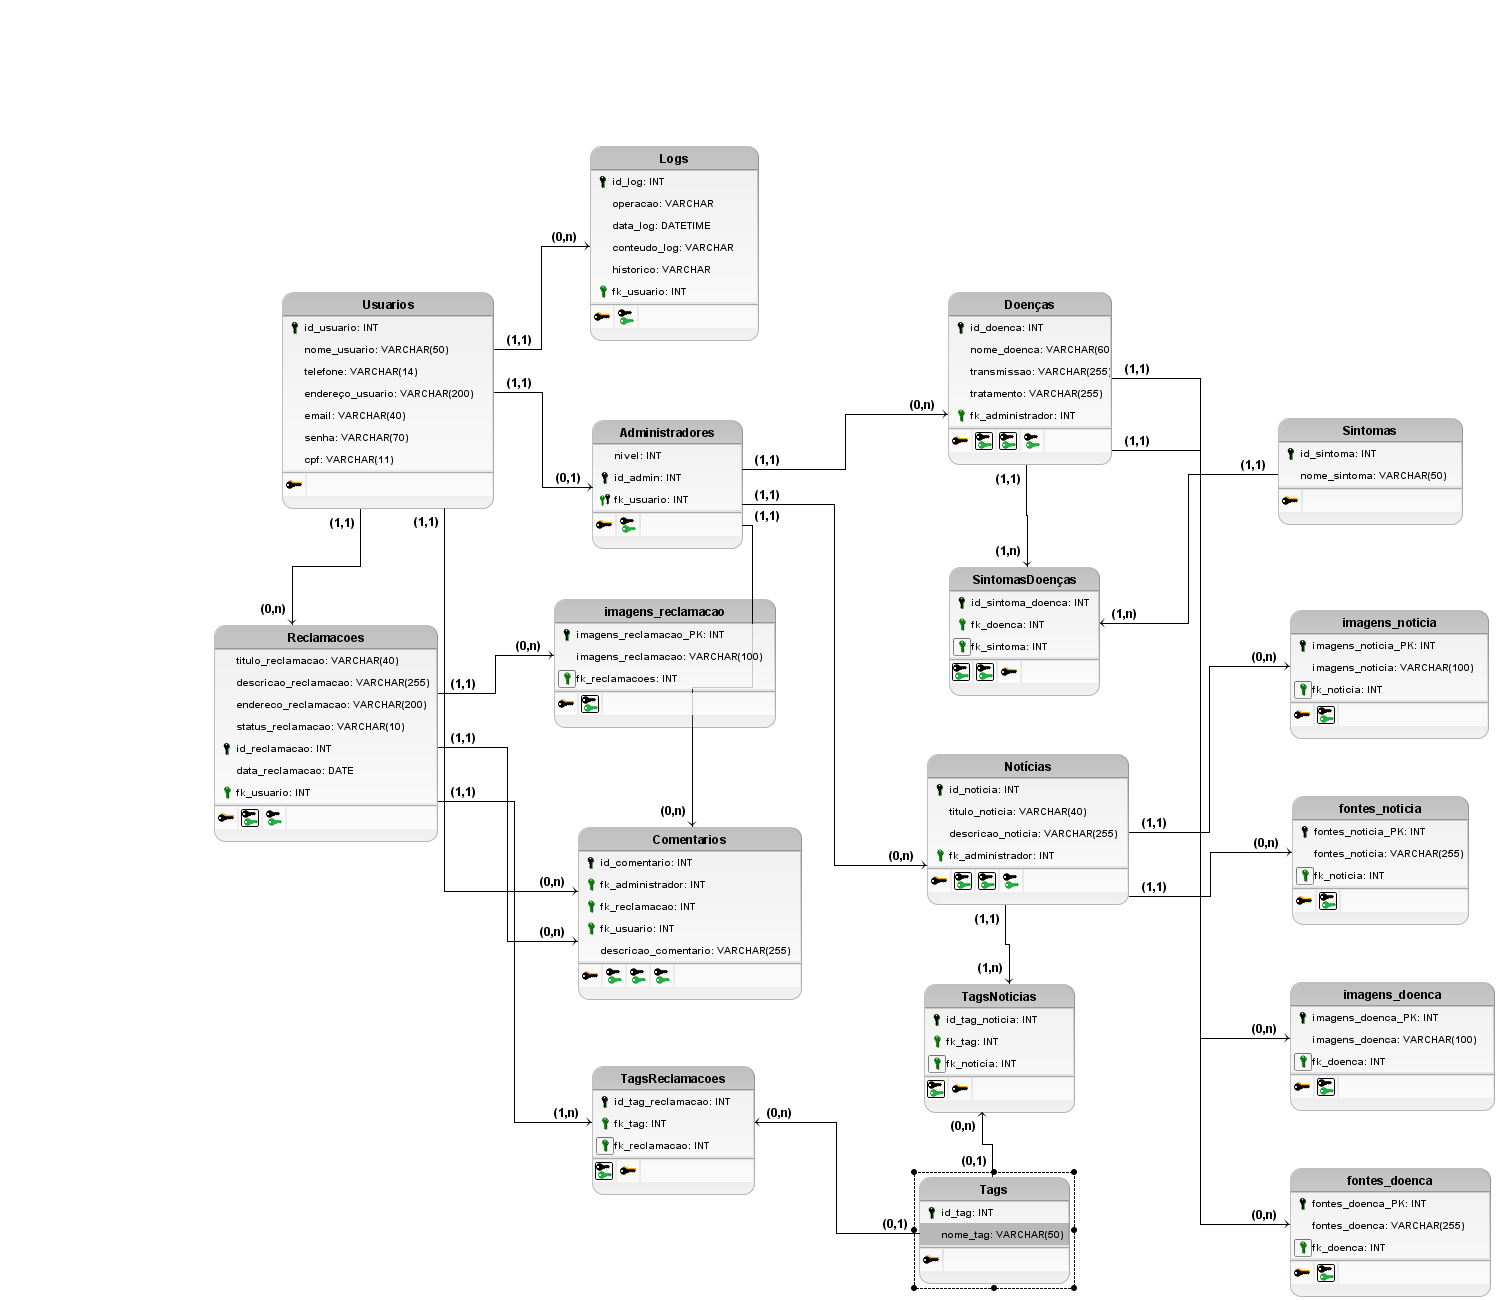 Logs
id_log: INT
operacao: VARCHAR
data_log: DATETIME
conteudo_log: VARCHAR
historico: VARCHAR
fk_usuario: INT
(0,n)
Usuarios
id_usuario: INT
nome_usuario: VARCHAR(50)
telefone: VARCHAR(14)
endereço_usuario: VARCHAR(200)
email: VARCHAR(40)
senha: VARCHAR(70)
cpf: VARCHAR(11)
(1,1)
(1,1)
(1,1)
(1,1)
(0,1)
Administradores
nivel: INT
id_admin: INT
fk_usuario: INT
(1,1)
(1,1)
(1,1)
(0,n)
Doenças
id_doenca: INT
nome_doenca: VARCHAR(60
transmissao: VARCHAR(255)
tratamento: VARCHAR(255)
fk_administrador: INT
(1,1)
(1,1)
(1,1)
(1,n)
Sintomas
id_sintoma: INT
nome_sintoma: VARCHAR(50)
(1,1)
(1,n)
SintomasDoenças
id_sintoma_doenca: INT
fk_doenca: INT
fk_sintoma: INT
(0,n)
Reclamacoes
titulo_reclamacao: VARCHAR(40)
descricao_reclamacao: VARCHAR(255)
endereco_reclamacao: VARCHAR(200)
status_reclamacao: VARCHAR(10)
id_reclamacao: INT
data_reclamacao: DATE
fk_usuario: INT
(1,1)
(1,1)
(1,1)
(0,n)
imagens_reclamacao
imagens_reclamacao_PK: INT
imagens_reclamacao: VARCHAR(100)
fk_reclamacoes: INT
(0,n)
(0,n)
(0,n)
Comentarios
id_comentario: INT
fk_administrador: INT
fk_reclamacao: INT
fk_usuario: INT
descricao_comentario: VARCHAR(255)
(0,n)
Notícias
id_noticia: INT
titulo_noticia: VARCHAR(40)
descricao_noticia: VARCHAR(255)
fk_administrador: INT
(1,1)
(1,1)
(1,1)
(1,n)
(0,n)
imagens_noticia
imagens_noticia_PK: INT
imagens_noticia: VARCHAR(100)
fk_noticia: INT
(0,n)
fontes_noticia
fontes_noticia_PK: INT
fontes_noticia: VARCHAR(255)
fk_noticia: INT
TagsNoticias
id_tag_noticia: INT
fk_tag: INT
fk_noticia: INT
(0,n)
(0,1)
(0,n)
imagens_doenca
imagens_doenca_PK: INT
imagens_doenca: VARCHAR(100)
fk_doenca: INT
(1,n)
TagsReclamacoes
id_tag_reclamacao: INT
fk_tag: INT
fk_reclamacao: INT
(0,n)
(0,1)
Tags
id_tag: INT
nome_tag: VARCHAR(50)
(0,n)
fontes_doenca
fontes_doenca_PK: INT
fontes_doenca: VARCHAR(255)
fk_doenca: INT